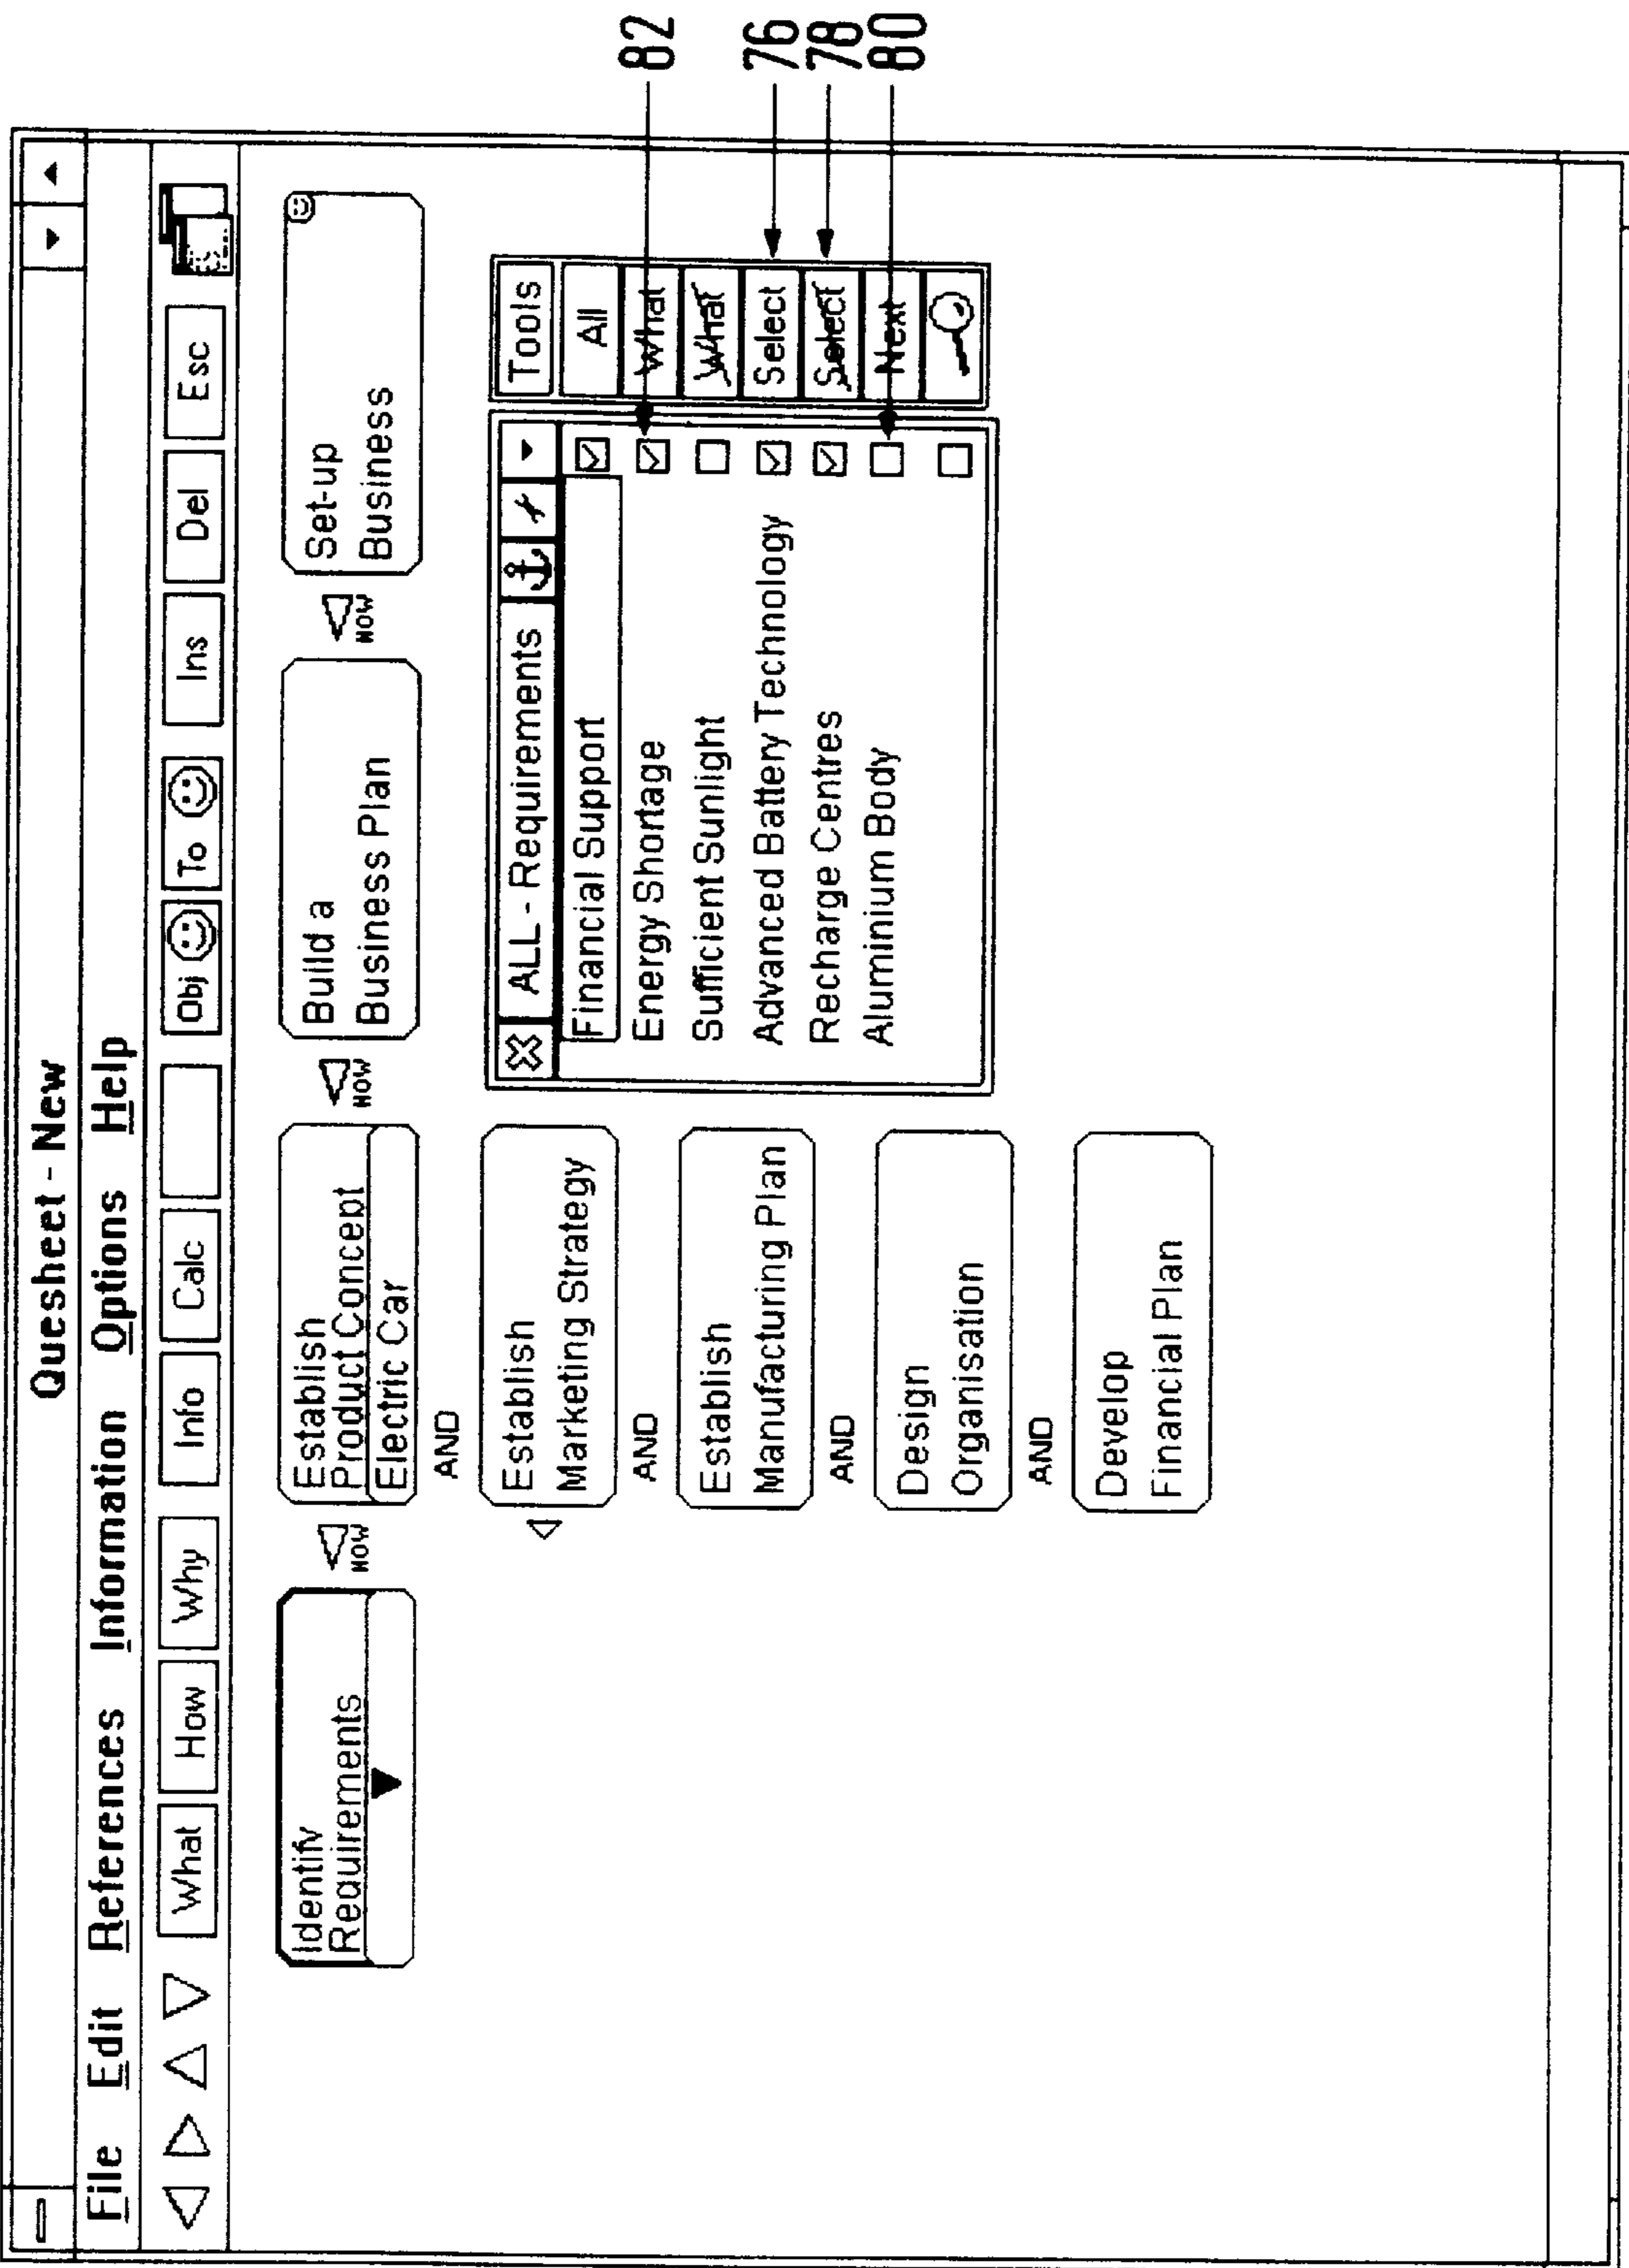 Quesheet - New
File Edit References Information Options Help
What How Why Info Calc Obj To Ins Del Esc
Identify
Requirements
HOW
Establish
Product Concept
Electric Car
HOW
Build a
Business Plan
HOW
Set-up
Business
AND
Establish
Marketing Strategy
AND
Establish
Manufacturing Plan
AND
Design
Organisation
AND
Develop
Financial Plan
ALL - Requirements
Financial Support
Energy Shortage
Sufficient Sunlight
Advanced Battery Technology
Recharge Centres
Aluminium Body
Tools
All
What
What
Select
Select
Next
82
76
78
80